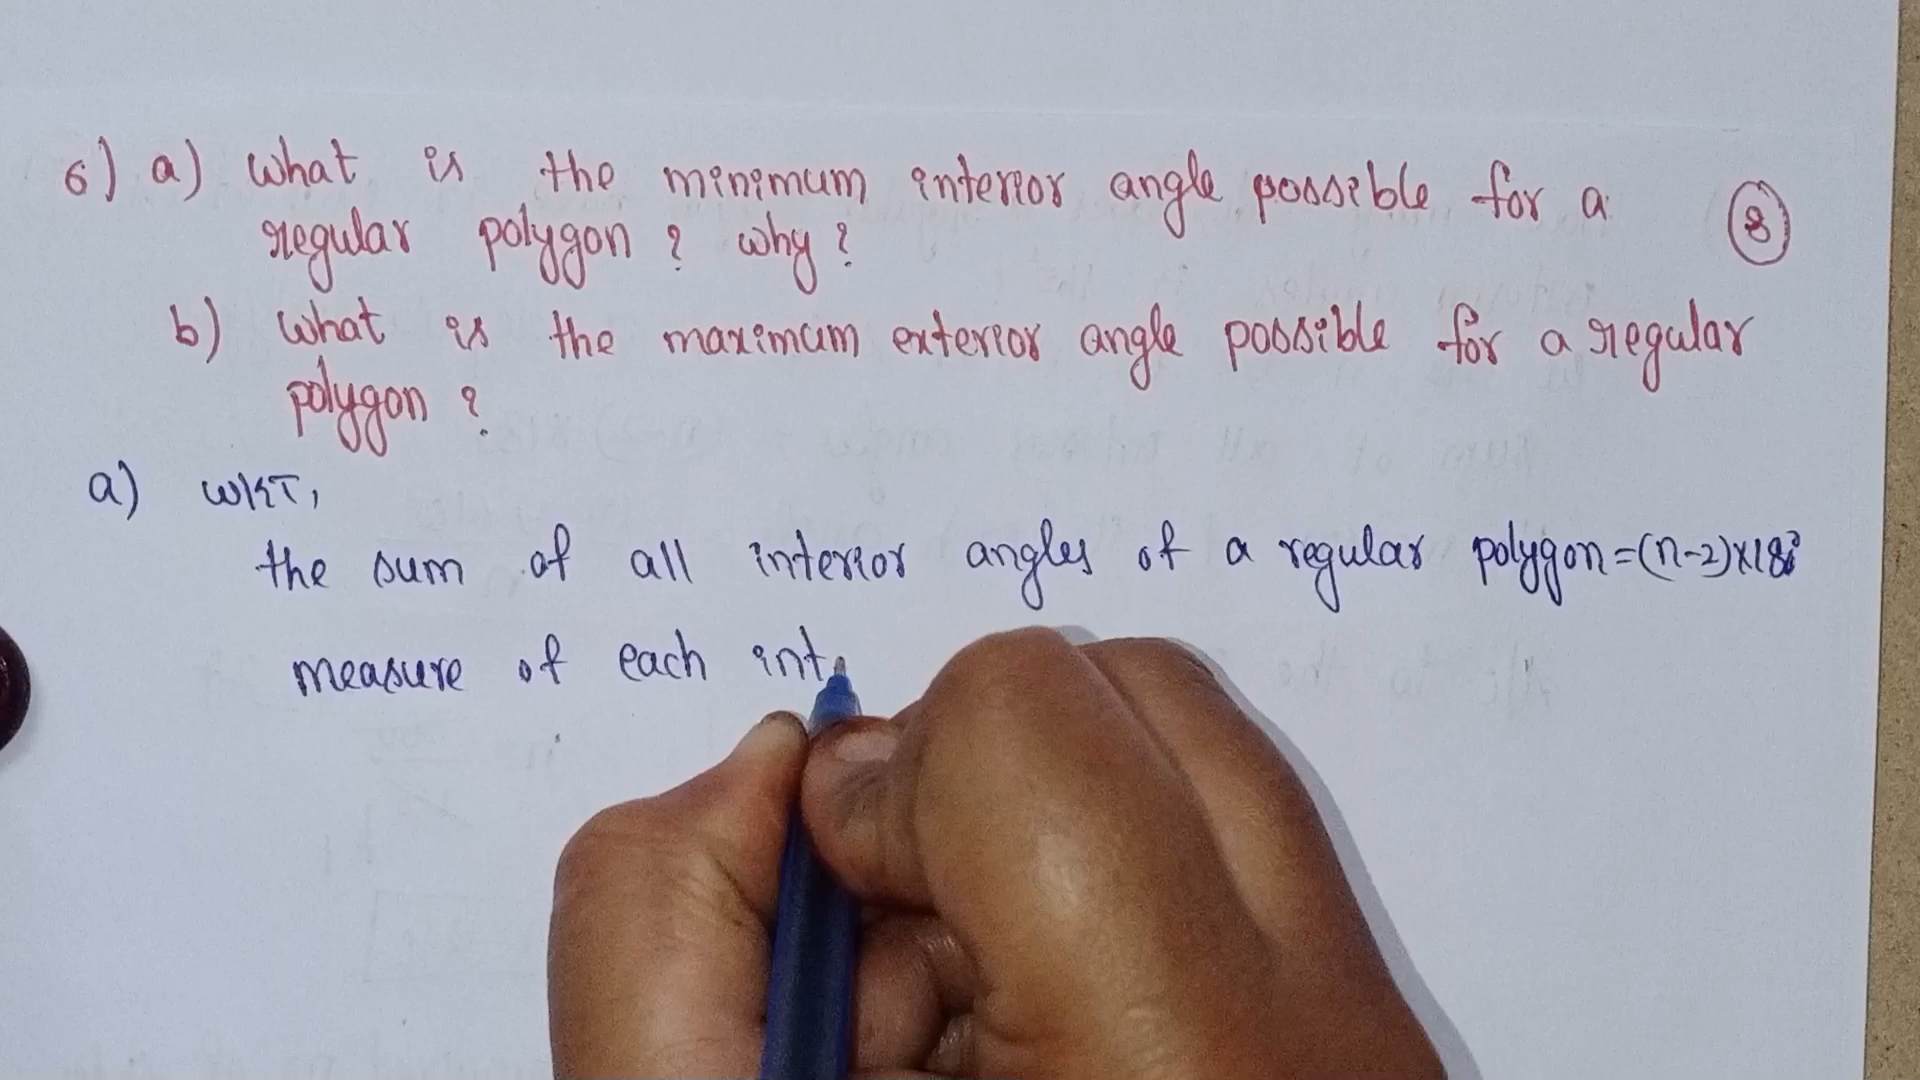 6) a) What is the minimum interior angle possible for a
regular polygon ? why ?
8
b) What is the maximum exterior angle possible for a regular
polygon ?
a) WKT,
the sum of all interior angles of a regular polygon=(n-2)x180°
measure of each int